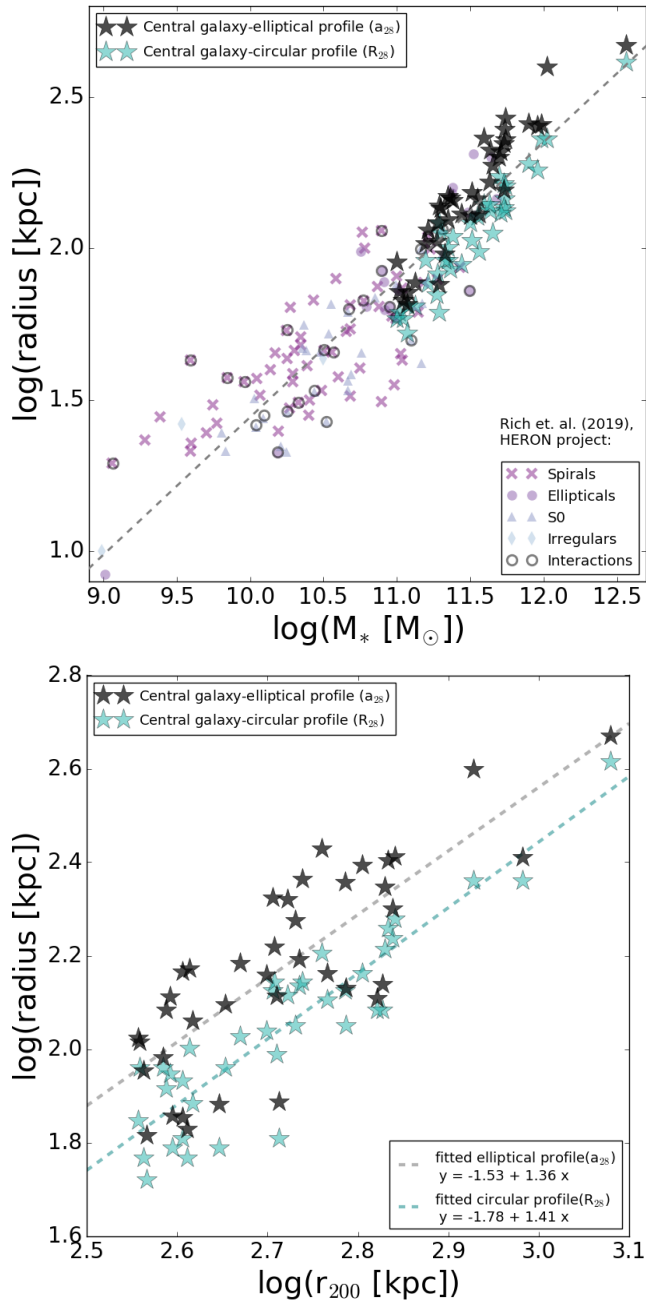 Central galaxy-elliptical profile (a₂₈)
Central galaxy-circular profile (R₂₈)
2.5
2.0
1.5
1.0
log(radius [kpc])
Rich et. al. (2019),
HERON project:
Spirals
Ellipticals
S0
Irregulars
Interactions
9.0 9.5 10.0 10.5 11.0 11.5 12.0 12.5
log(M* [M⊙])
2.8
Central galaxy-elliptical profile (a₂₈)
Central galaxy-circular profile (R₂₈)
2.6
2.4
2.2
2.0
1.8
1.6
log(radius [kpc])
fitted elliptical profile(a₂₈)
y = -1.53 + 1.36 x
fitted circular profile(R₂₈)
y = -1.78 + 1.41 x
2.5 2.6 2.7 2.8 2.9 3.0 3.1
log(r₂₀₀ [kpc])